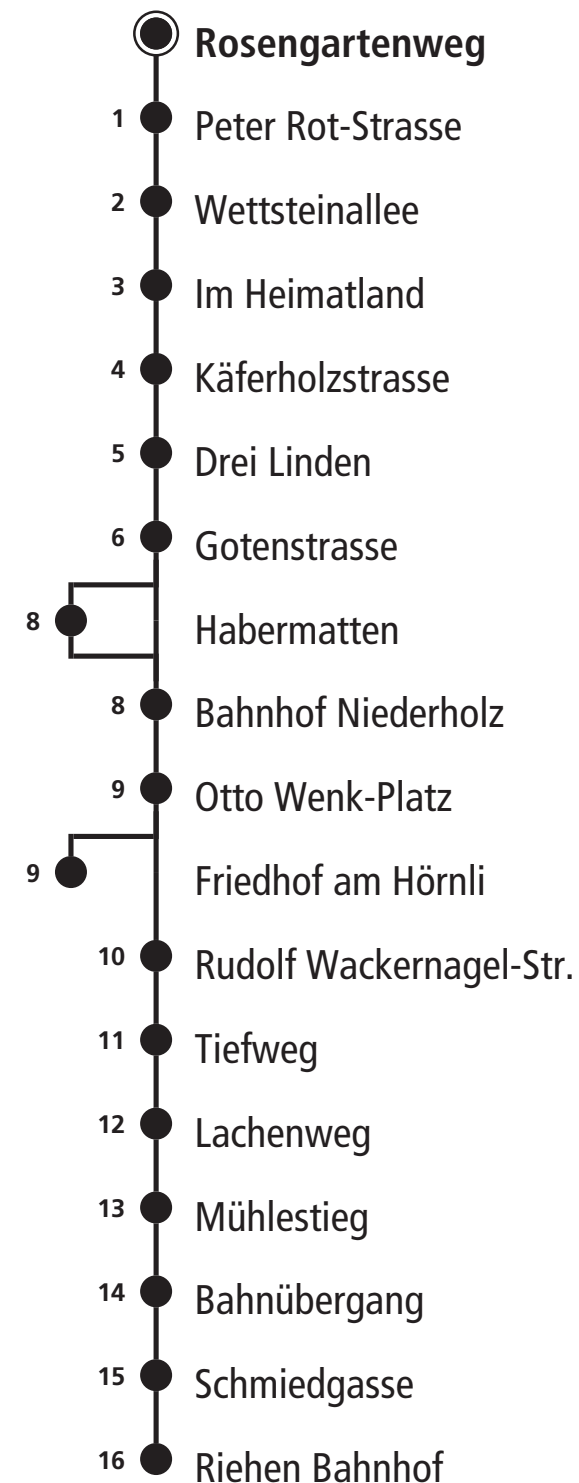 Rosengartenweg
1 Peter Rot-Strasse
2 Wettsteinallee
3 Im Heimatland
4 Käferholzstrasse
5 Drei Linden
6 Gotenstrasse
8 Habermatten
8 Bahnhof Niederholz
9 Otto Wenk-Platz
9 Friedhof am Hörnli
10 Rudolf Wackernagel-Str.
11 Tiefweg
12 Lachenweg
13 Mühlestieg
14 Bahnübergang
15 Schmiedgasse
16 Riehen Bahnhof